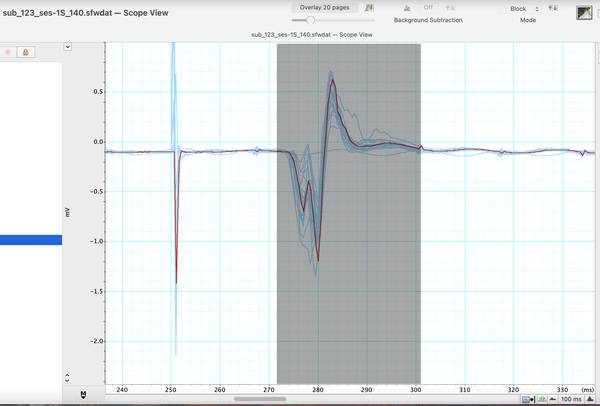 sub_123_ses-1S_140.sfwdat — Scope View
Overlay 20 pages
Off
Block
Background Subtraction
Mode
sub_123_ses-1S_140.sfwdat — Scope View
0.5
0.0
-0.5
mV
-1.0
-1.5
-2.0
240 250 260 270 280 290 300 310 320 330 (ms)
100 ms